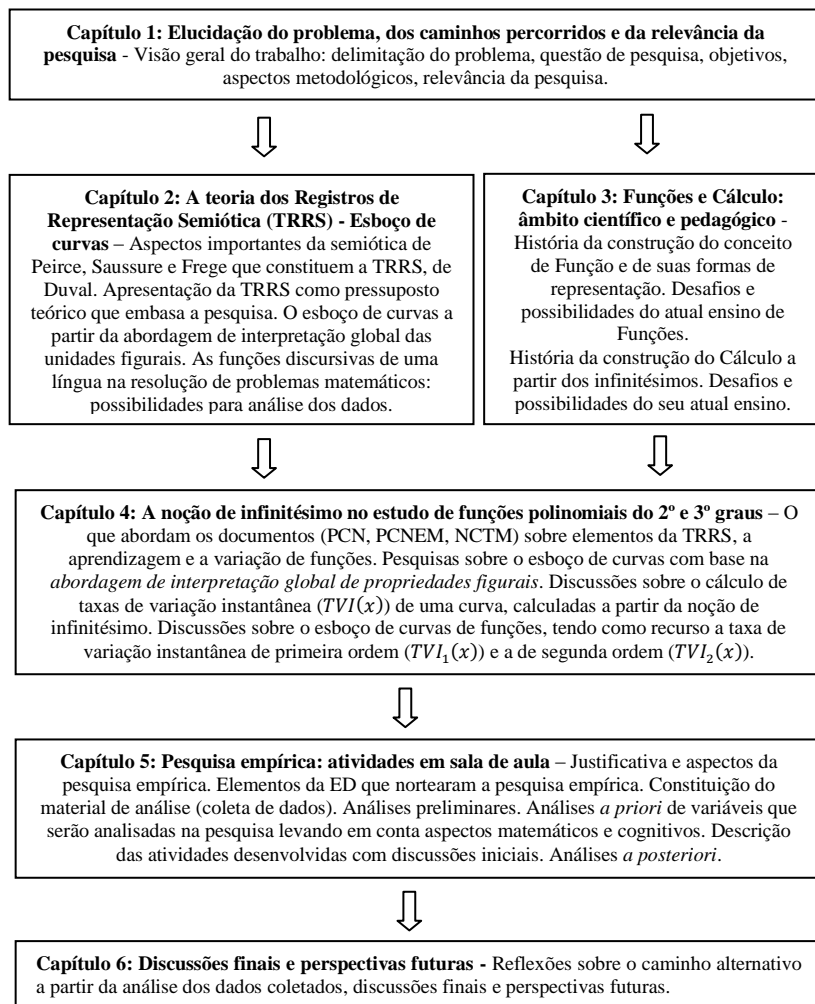 Capítulo 1: Elucidação do problema, dos caminhos percorridos e da relevância da
pesquisa - Visão geral do trabalho: delimitação do problema, questão de pesquisa, objetivos,
aspectos metodológicos, relevância da pesquisa.
Capítulo 2: A teoria dos Registros de
Representação Semiótica (TRRS) - Esboço de
curvas – Aspectos importantes da semiótica de
Peirce, Saussure e Frege que constituem a TRRS, de
Duval. Apresentação da TRRS como pressuposto
teórico que embasa a pesquisa. O esboço de curvas a
partir da abordagem de interpretação global das
unidades figurais. As funções discursivas de uma
língua na resolução de problemas matemáticos:
possibilidades para análise dos dados.
Capítulo 3: Funções e Cálculo:
âmbito científico e pedagógico -
História da construção do conceito
de Função e de suas formas de
representação. Desafios e
possibilidades do atual ensino de
Funções.
História da construção do Cálculo a
partir dos infinitésimos. Desafios e
possibilidades do seu atual ensino.
Capítulo 4: A noção de infinitésimo no estudo de funções polinomiais do 2º e 3º graus – O
que abordam os documentos (PCN, PCNEM, NCTM) sobre elementos da TRRS, a
aprendizagem e a variação de funções. Pesquisas sobre o esboço de curvas com base na
abordagem de interpretação global de propriedades figurais. Discussões sobre o cálculo de
taxas de variação instantânea (TVI(x)) de uma curva, calculadas a partir da noção de
infinitésimo. Discussões sobre o esboço de curvas de funções, tendo como recurso a taxa de
variação instantânea de primeira ordem (TVI₁(x)) e a de segunda ordem (TVI₂(x)).
Capítulo 5: Pesquisa empírica: atividades em sala de aula – Justificativa e aspectos da
pesquisa empírica. Elementos da ED que nortearam a pesquisa empírica. Constituição do
material de análise (coleta de dados). Análises preliminares. Análises a priori de variáveis que
serão analisadas na pesquisa levando em conta aspectos matemáticos e cognitivos. Descrição
das atividades desenvolvidas com discussões iniciais. Análises a posteriori.
Capítulo 6: Discussões finais e perspectivas futuras - Reflexões sobre o caminho alternativo
a partir da análise dos dados coletados, discussões finais e perspectivas futuras.